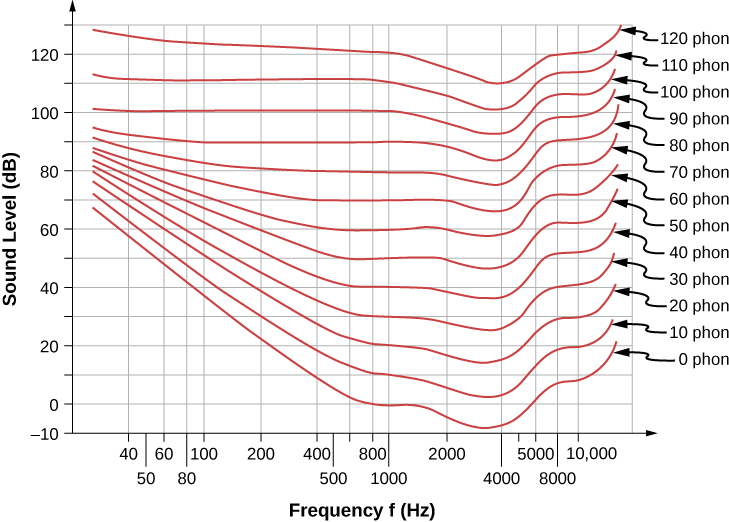 120 phon
120
110 phon
100 phon
100
90 phon
80 phon
80
70 phon
60 phon
60
50 phon
40 phon
40
30 phon
20 phon
20
10 phon
0 phon
0
–10
Sound Level (dB)
40 60 100 200 400 800 2000 5000 10,000
50 80 500 1000 4000 8000
Frequency f (Hz)